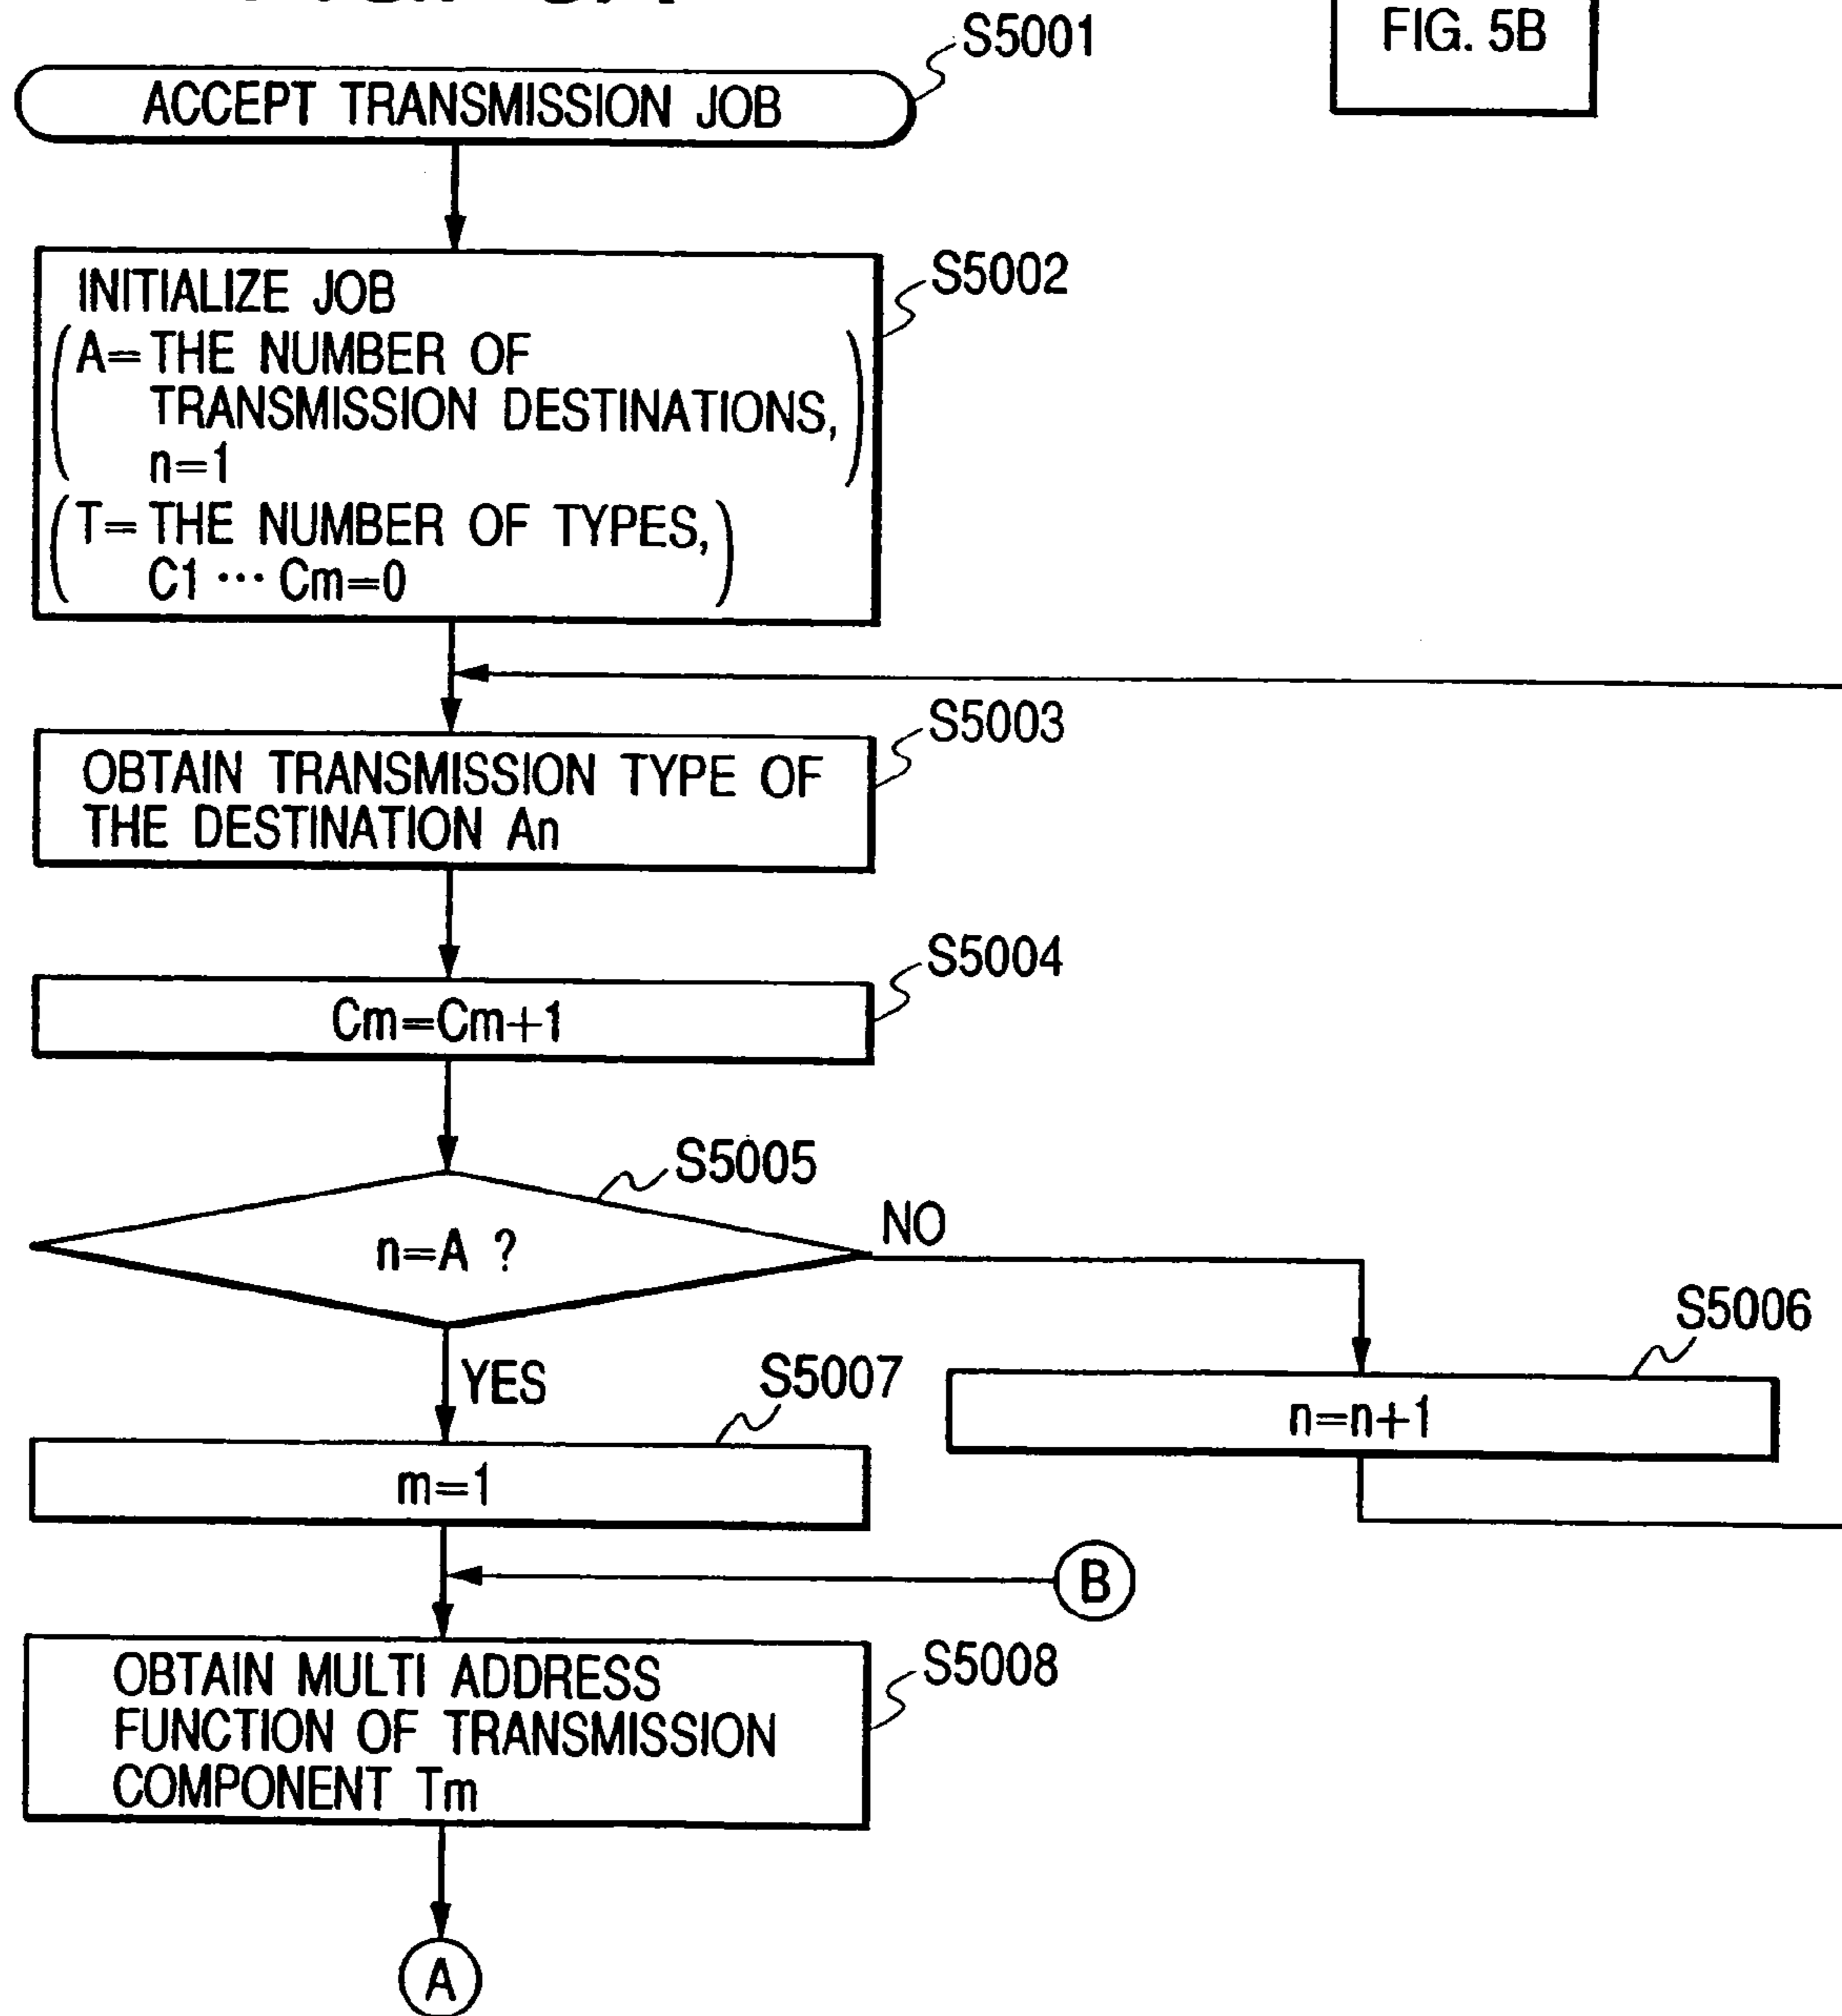 FIG. 5B
S5001
ACCEPT TRANSMISSION JOB
S5002
INITIALIZE JOB
(A=THE NUMBER OF
TRANSMISSION DESTINATIONS,
n=1)
(T=THE NUMBER OF TYPES,
C1 ··· Cm=0)
S5003
OBTAIN TRANSMISSION TYPE OF
THE DESTINATION An
S5004
Cm=Cm+1
S5005
n=A ?
NO
S5006
n=n+1
YES
S5007
m=1
B
S5008
OBTAIN MULTI ADDRESS
FUNCTION OF TRANSMISSION
COMPONENT Tm
A